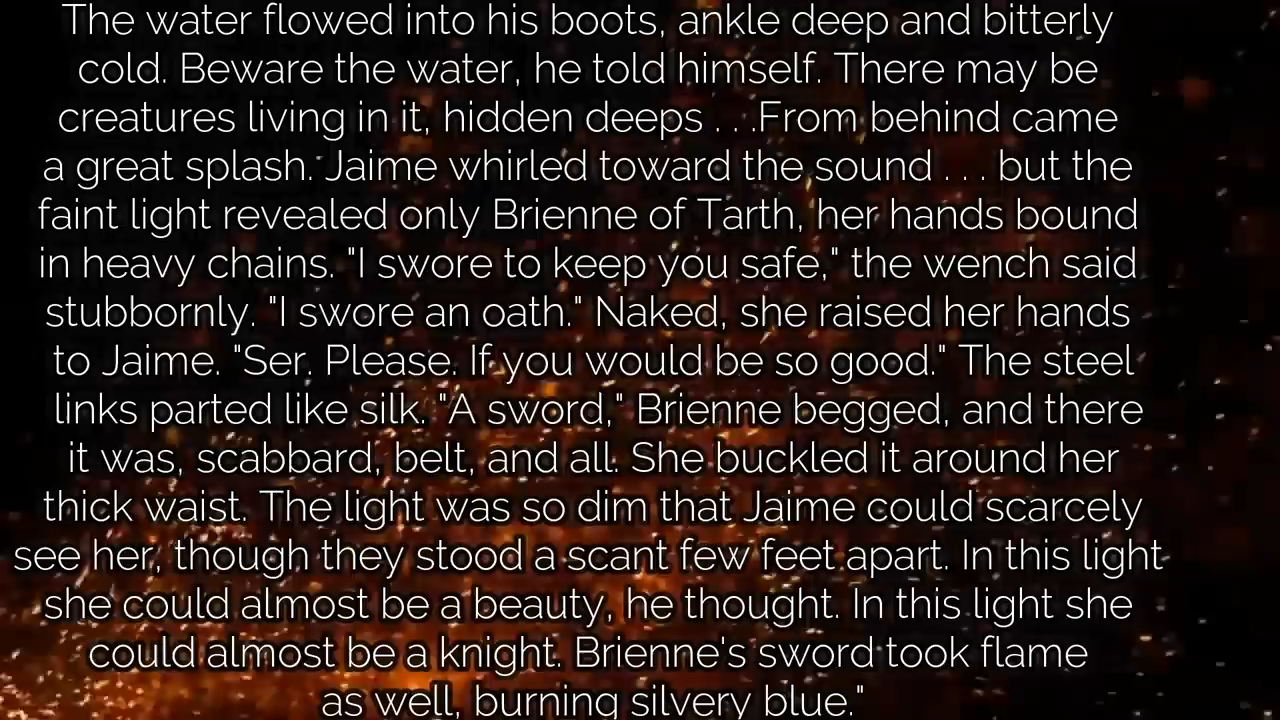 The water flowed into his boots, ankle deep and bitterly
cold. Beware the water, he told himself. There may be
creatures living in it, hidden deeps . . .From behind came
a great splash. Jaime whirled toward the sound . . . but the
faint light revealed only Brienne of Tarth, her hands bound
in heavy chains. "I swore to keep you safe," the wench said
stubbornly. "I swore an oath." Naked, she raised her hands
to Jaime. "Ser. Please. If you would be so good." The steel
links parted like silk. "A sword," Brienne begged, and there
it was, scabbard, belt, and all. She buckled it around her
thick waist. The light was so dim that Jaime could scarcely
see her, though they stood a scant few feet apart. In this light
she could almost be a beauty, he thought. In this light she
could almost be a knight. Brienne's sword took flame
as well, burning silvery blue."